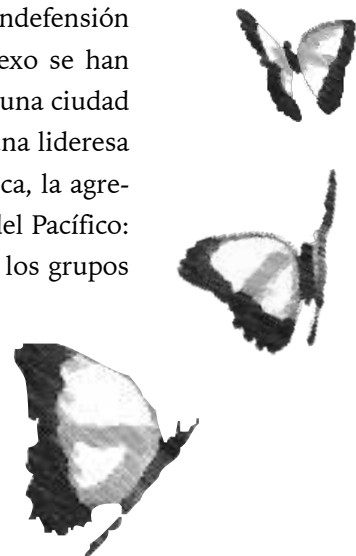 ndefensión
exo se han
una ciudad
na lideresa
ca, la agre-
del Pacífico:
los grupos